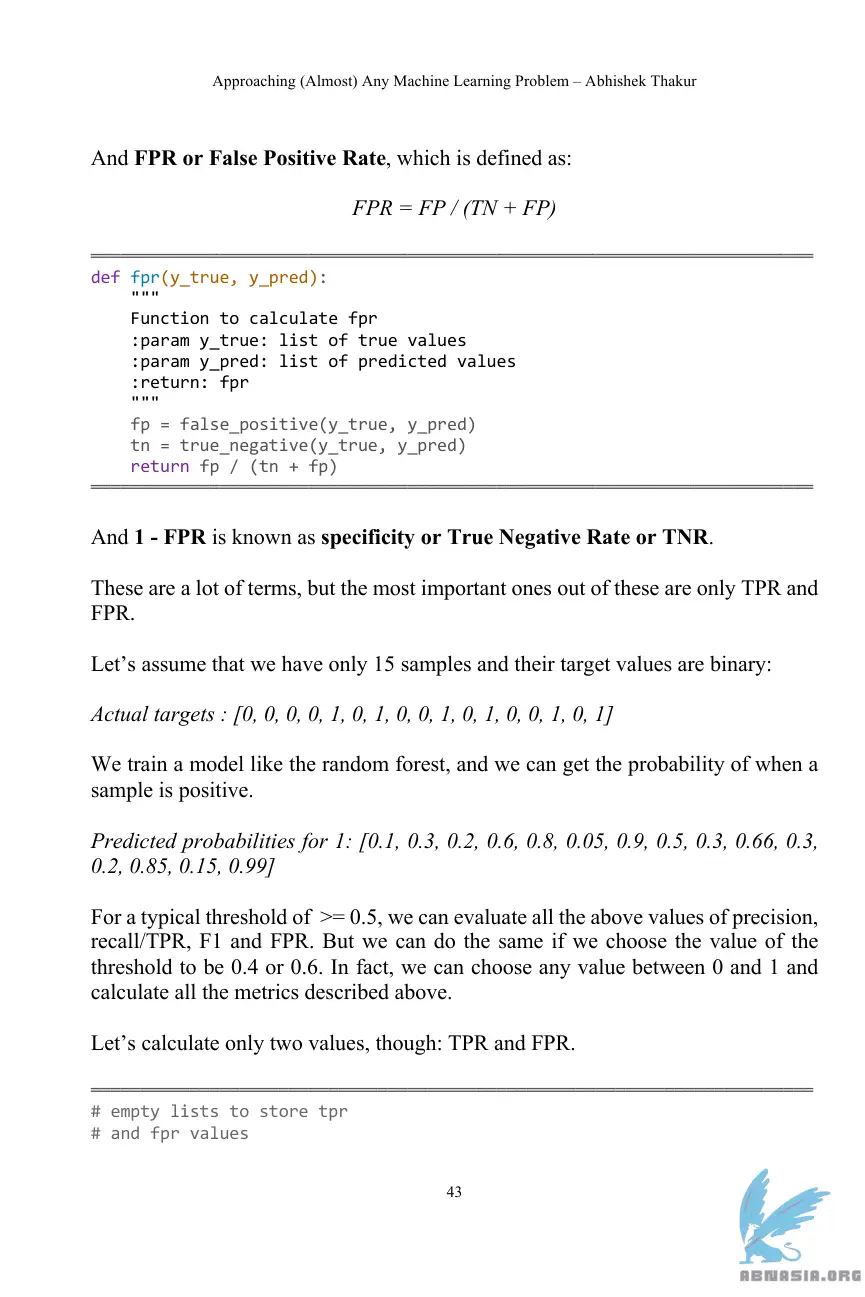 Approaching (Almost) Any Machine Learning Problem – Abhishek Thakur
And FPR or False Positive Rate, which is defined as:
FPR = FP / (TN + FP)
def fpr(y_true, y_pred):
    """
    Function to calculate fpr
    :param y_true: list of true values
    :param y_pred: list of predicted values
    :return: fpr
    """
    fp = false_positive(y_true, y_pred)
    tn = true_negative(y_true, y_pred)
    return fp / (tn + fp)
And 1 - FPR is known as specificity or True Negative Rate or TNR.
These are a lot of terms, but the most important ones out of these are only TPR and
FPR.
Let’s assume that we have only 15 samples and their target values are binary:
Actual targets : [0, 0, 0, 0, 1, 0, 1, 0, 0, 1, 0, 1, 0, 0, 1, 0, 1]
We train a model like the random forest, and we can get the probability of when a
sample is positive.
Predicted probabilities for 1: [0.1, 0.3, 0.2, 0.6, 0.8, 0.05, 0.9, 0.5, 0.3, 0.66, 0.3,
0.2, 0.85, 0.15, 0.99]
For a typical threshold of  >= 0.5, we can evaluate all the above values of precision,
recall/TPR, F1 and FPR. But we can do the same if we choose the value of the
threshold to be 0.4 or 0.6. In fact, we can choose any value between 0 and 1 and
calculate all the metrics described above.
Let’s calculate only two values, though: TPR and FPR.
# empty lists to store tpr
# and fpr values
43
ABNASIA.ORG